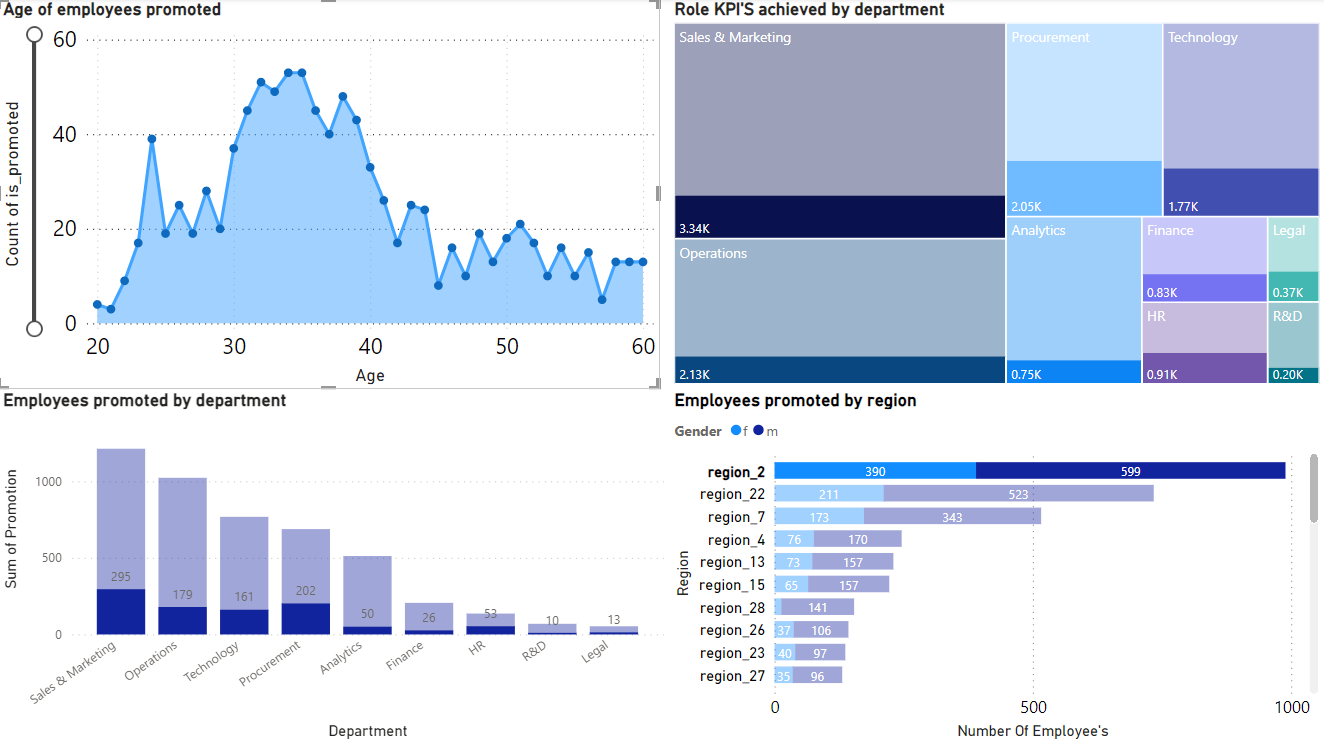 Age of employees promoted
Count of is_promoted
60
40
20
0
20 30 40 50 60
Age
Role KPI'S achieved by department
Sales & Marketing
3.34K
Operations
2.13K
Procurement
2.05K
Technology
1.77K
Analytics
0.75K
Finance
0.83K
HR
0.91K
Legal
0.37K
R&D
0.20K
Employees promoted by department
Sum of Promotion
1000
500
0
295
179
161
202
50
26
53
10
13
Sales & Marketing
Operations
Technology
Procurement
Analytics
Finance
HR
R&D
Legal
Department
Employees promoted by region
Gender f m
Region
region_2 390 599
region_22 211 523
region_7 173 343
region_4 76 170
region_13 73 157
region_15 65 157
region_28 141
region_26 37 106
region_23 40 97
region_27 35 96
0 500 1000
Number Of Employee's